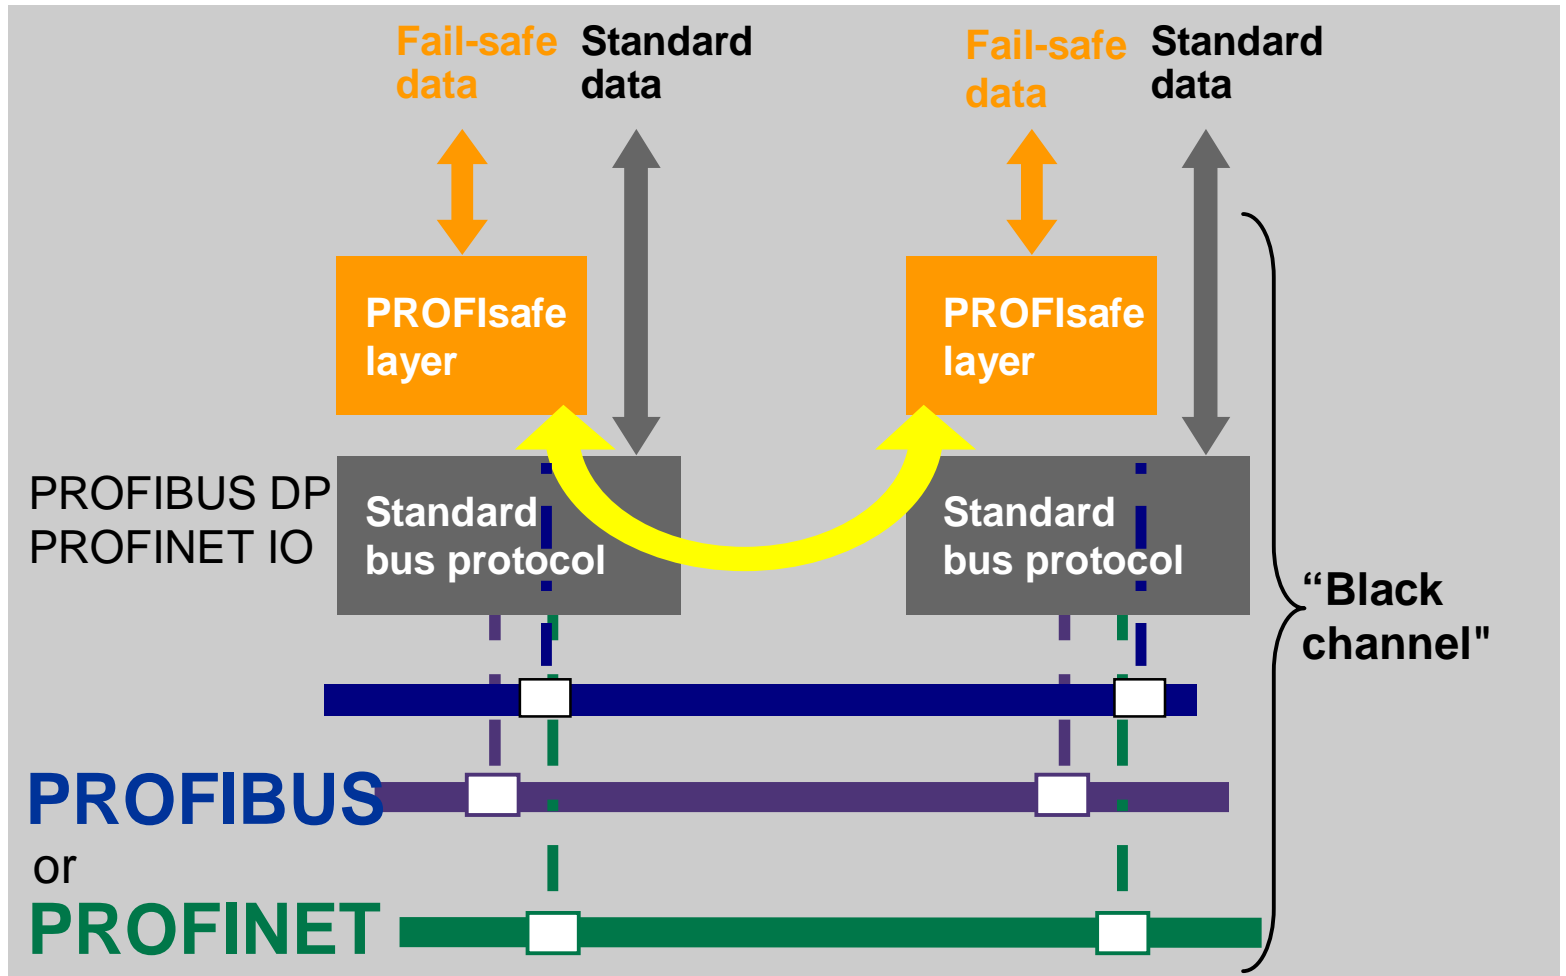 Fail-safe
data
Standard
data
Fail-safe
data
Standard
data
PROFIsafe
layer
PROFIsafe
layer
PROFIBUS DP
PROFINET IO
Standard
bus protocol
Standard
bus protocol
“Black
channel"
PROFIBUS
or
PROFINET